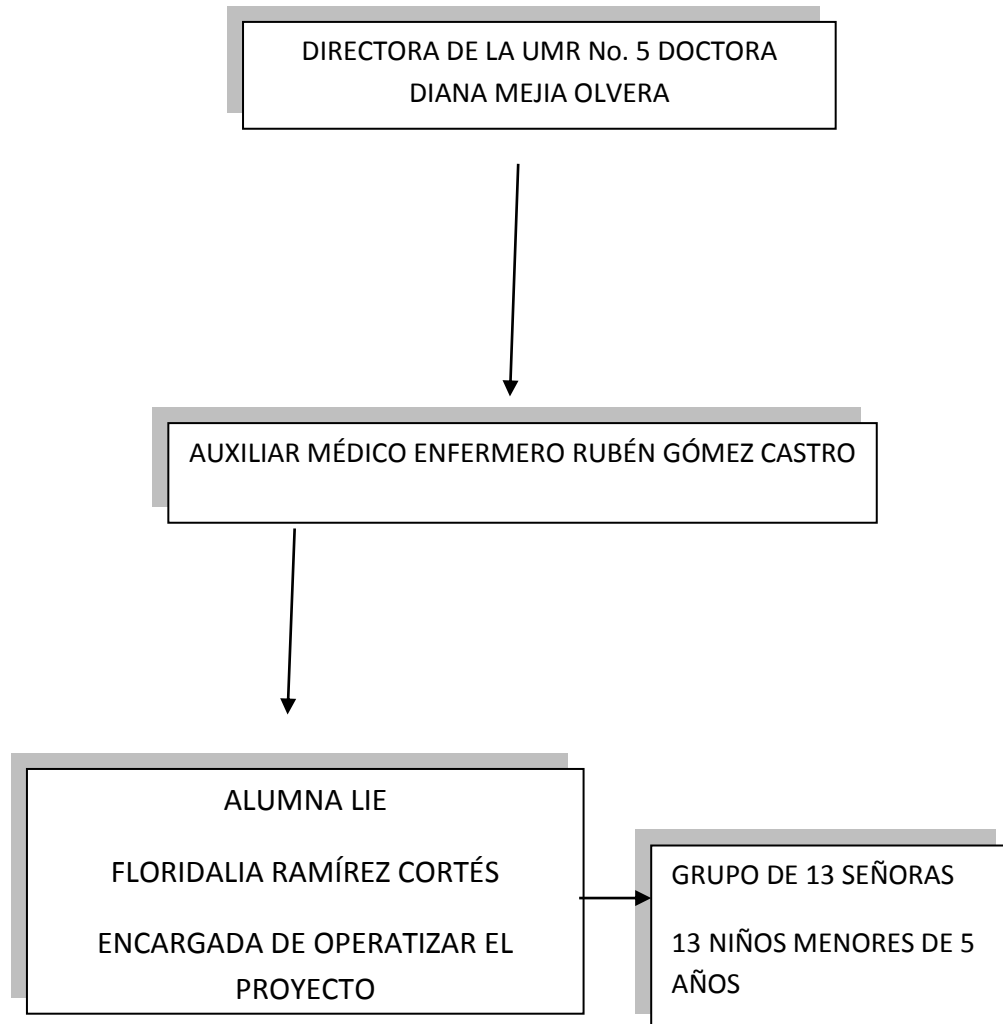 DIRECTORA DE LA UMR No. 5 DOCTORA
DIANA MEJIA OLVERA
AUXILIAR MÉDICO ENFERMERO RUBÉN GÓMEZ CASTRO
ALUMNA LIE
FLORIDALIA RAMÍREZ CORTÉS
ENCARGADA DE OPERATIZAR EL
PROYECTO
GRUPO DE 13 SEÑORAS
13 NIÑOS MENORES DE 5
AÑOS